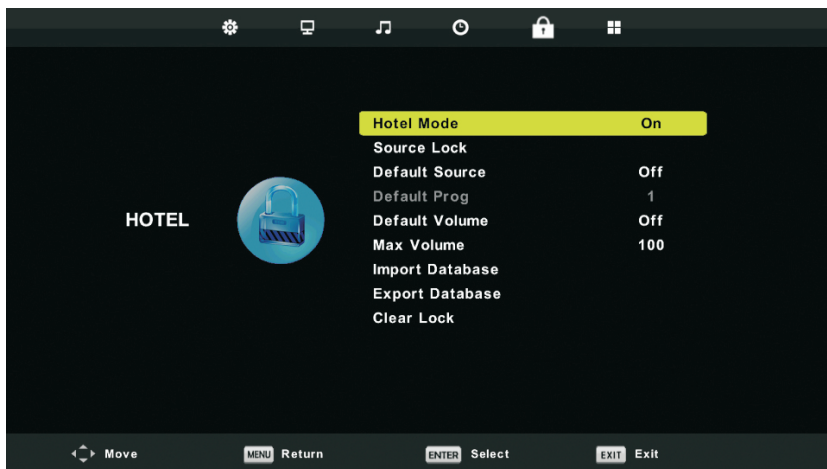 Hotel Mode On
Source Lock
Default Source Off
Default Prog 1
HOTEL
Default Volume Off
Max Volume 100
Import Database
Export Database
Clear Lock
Move MENU Return ENTER Select EXIT Exit